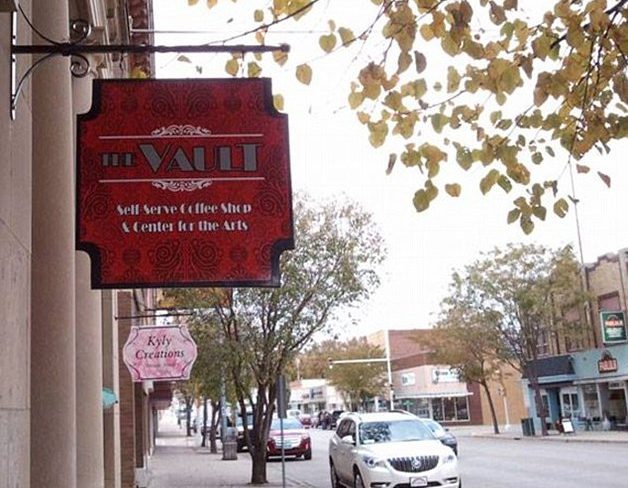 THE VAULT
Self-Serve Coffee Shop
& Center for the Arts
Kyly
Creations